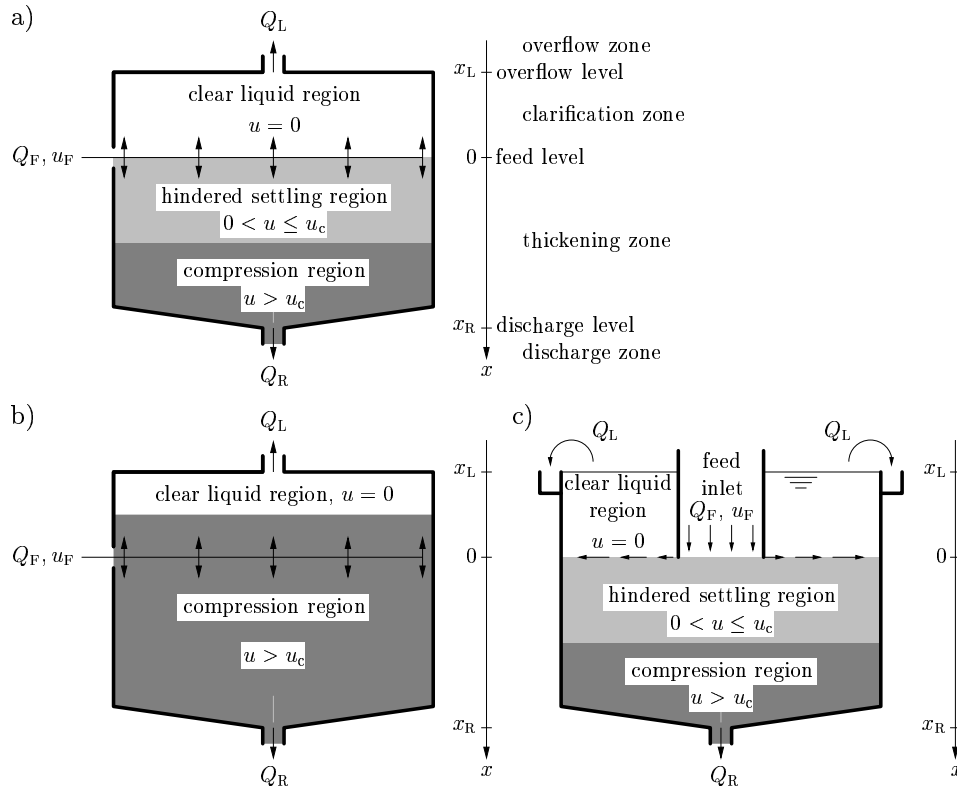 a)
Q_L
overflow zone
x_L
overflow level
clear liquid region
u = 0
clarification zone
Q_F, u_F
0
feed level
hindered settling region
0 < u ≤ u_c
thickening zone
compression region
u > u_c
x_R
discharge level
discharge zone
Q_R
x
b)
Q_L
x_L
clear liquid region, u = 0
Q_F, u_F
0
compression region
u > u_c
x_R
Q_R
x
c)
Q_L
Q_L
feed
inlet
x_L
clear liquid
region
Q_F, u_F
u = 0
0
hindered settling region
0 < u ≤ u_c
compression region
u > u_c
x_R
Q_R
x